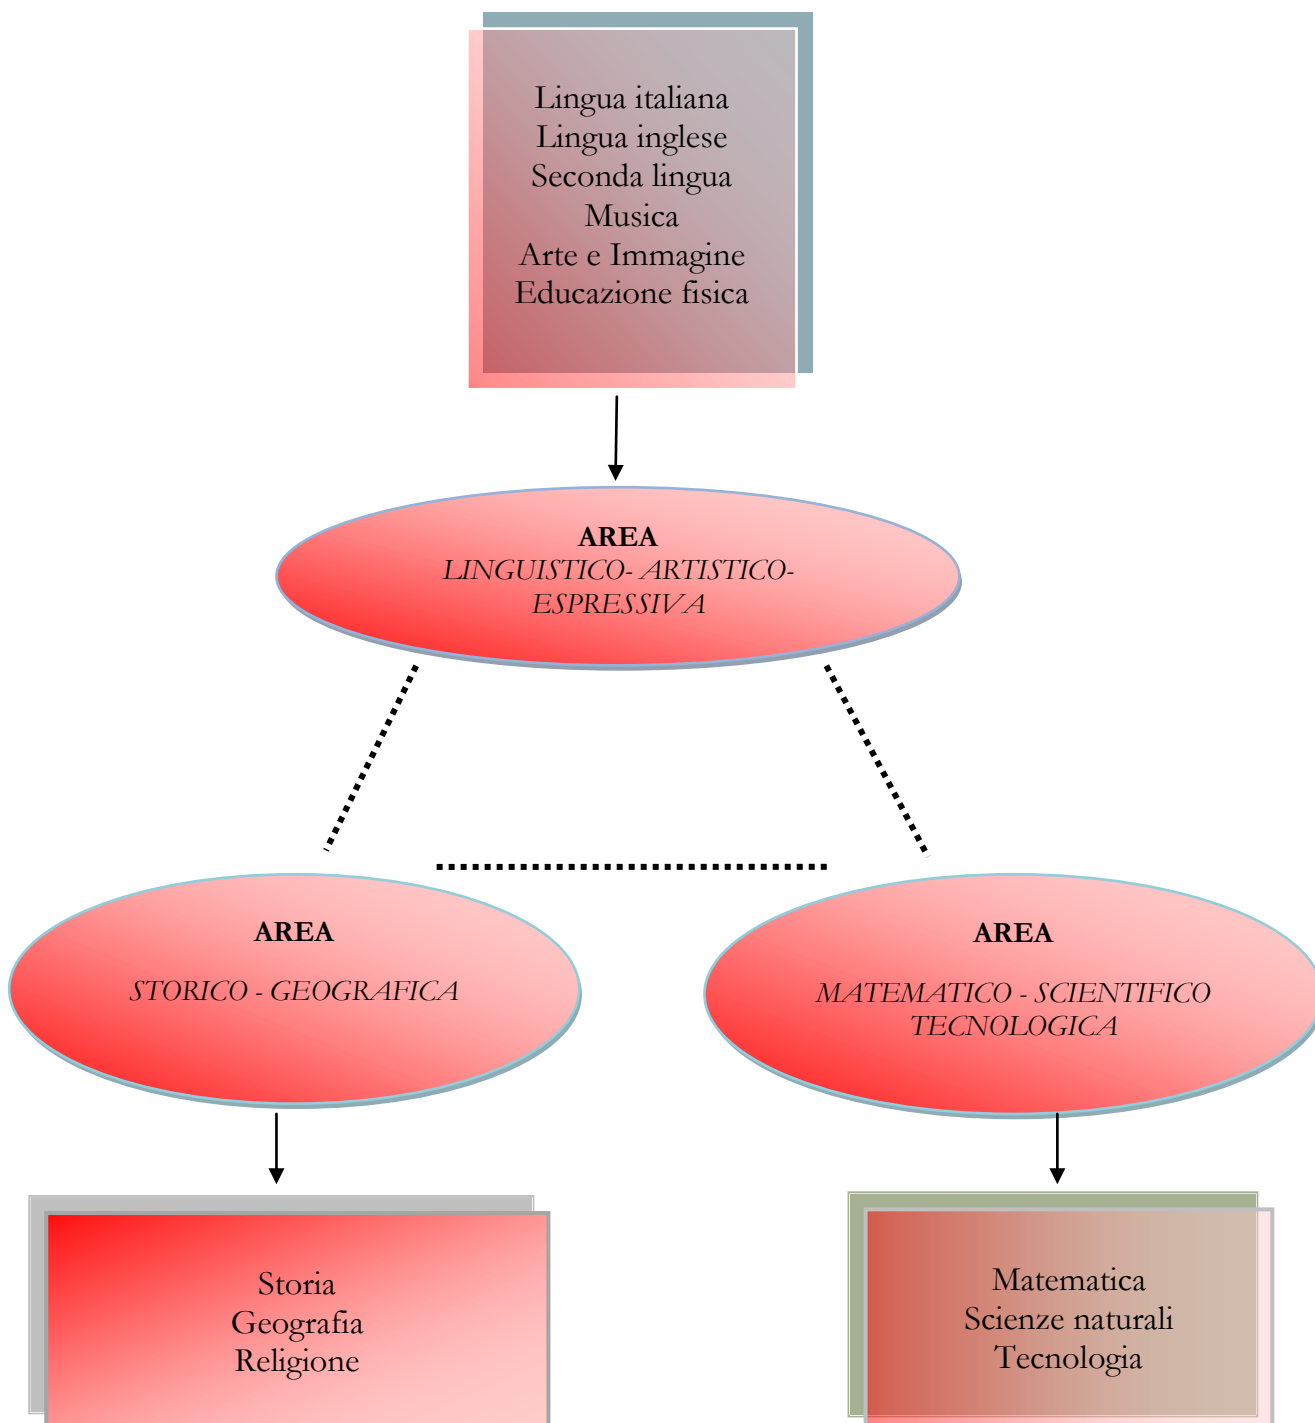 Lingua italiana
Lingua inglese
Seconda lingua
Musica
Arte e Immagine
Educazione fisica
AREA
LINGUISTICO- ARTISTICO-
ESPRESSIVA
AREA
STORICO - GEOGRAFICA
AREA
MATEMATICO - SCIENTIFICO
TECNOLOGICA
Storia
Geografia
Religione
Matematica
Scienze naturali
Tecnologia